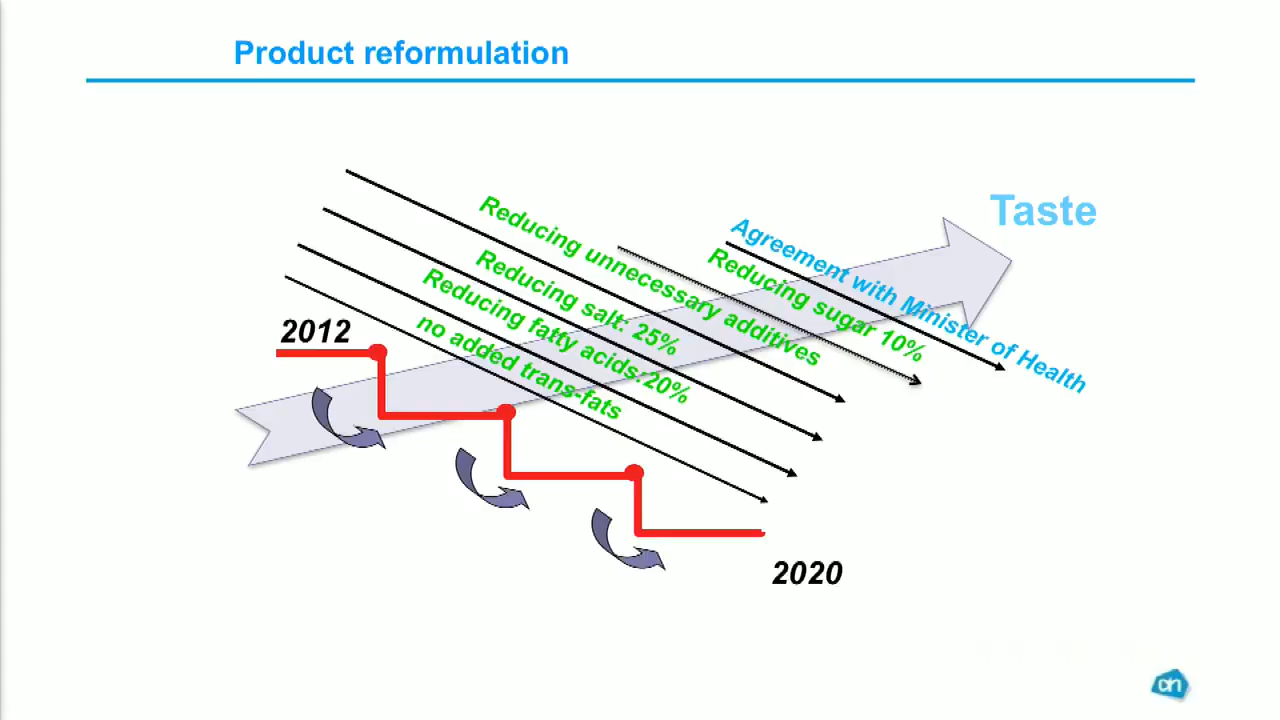 Product reformulation
Taste
Agreement with Minister of Health
Reducing unnecessary additives
Reducing sugar 10%
Reducing salt: 25%
Reducing fatty acids:20%
no added trans-fats
2012
2020
ah